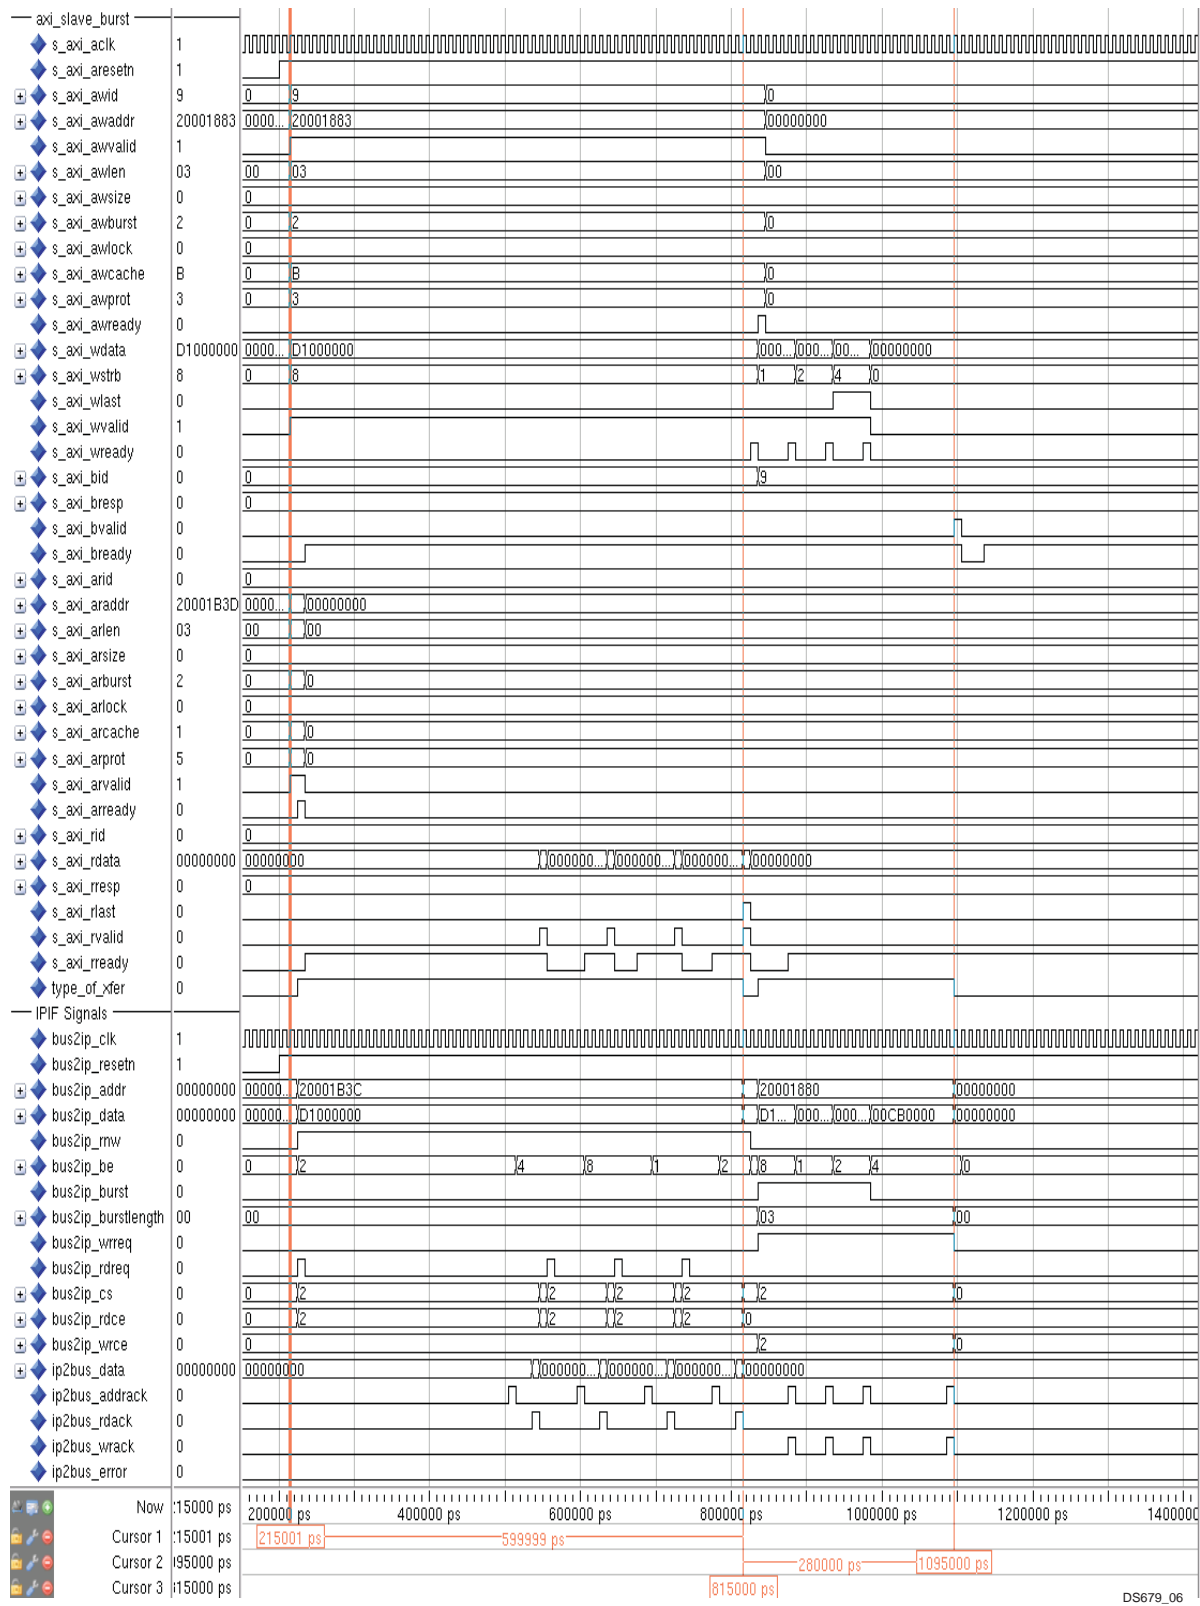 axi_slave_burst
s_axi_aclk 1
s_axi_aresetn 1
s_axi_awid 9 0 9 0
s_axi_awaddr 20001883 0000... 20001883 00000000
s_axi_awvalid 1
s_axi_awlen 03 00 03 00
s_axi_awsize 0 0
s_axi_awburst 2 0 2 0
s_axi_awlock 0 0
s_axi_awcache B 0 B 0
s_axi_awprot 3 0 3 0
s_axi_awready 0
s_axi_wdata D1000000 0000... D1000000 000... 000... 00... 00000000
s_axi_wstrb 8 0 8 1 2 4 0
s_axi_wlast 0
s_axi_wvalid 1
s_axi_wready 0
s_axi_bid 0 0 9
s_axi_bresp 0 0
s_axi_bvalid 0
s_axi_bready 0
s_axi_arid 0 0
s_axi_araddr 20001B3D 0000... 00000000
s_axi_arlen 03 00 00
s_axi_arsize 0 0
s_axi_arburst 2 0 0
s_axi_arlock 0 0
s_axi_arcache 1 0 0
s_axi_arprot 5 0 0
s_axi_arvalid 1
s_axi_arready 0
s_axi_rid 0 0
s_axi_rdata 00000000 00000000 000000... 000000... 000000... 00000000
s_axi_rresp 0 0
s_axi_rlast 0
s_axi_rvalid 0
s_axi_rready 0
type_of_xfer 0
IPIF Signals
bus2ip_clk 1
bus2ip_resetn 1
bus2ip_addr 00000000 00000... 20001B3C 20001880 00000000
bus2ip_data 00000000 00000... D1000000 D1... 000... 000... 00CB0000 00000000
bus2ip_rnw 0
bus2ip_be 0 0 2 4 8 1 2 8 1 2 4 0
bus2ip_burst 0
bus2ip_burstlength 00 00 03 00
bus2ip_wrreq 0
bus2ip_rdreq 0
bus2ip_cs 0 0 2 2 2 2 2 0
bus2ip_rdce 0 0 2 2 2 2 0
bus2ip_wrce 0 0 2 0
ip2bus_data 00000000 00000000 000000... 000000... 000000... 00000000
ip2bus_addrack 0
ip2bus_rdack 0
ip2bus_wrack 0
ip2bus_error 0
Now :15000 ps 200000 ps 400000 ps 600000 ps 800000 ps 1000000 ps 1200000 ps 1400000
Cursor 1 :15001 ps 215001 ps 599999 ps
Cursor 2 95000 ps 280000 ps 1095000 ps
Cursor 3 15000 ps 815000 ps
DS679_06